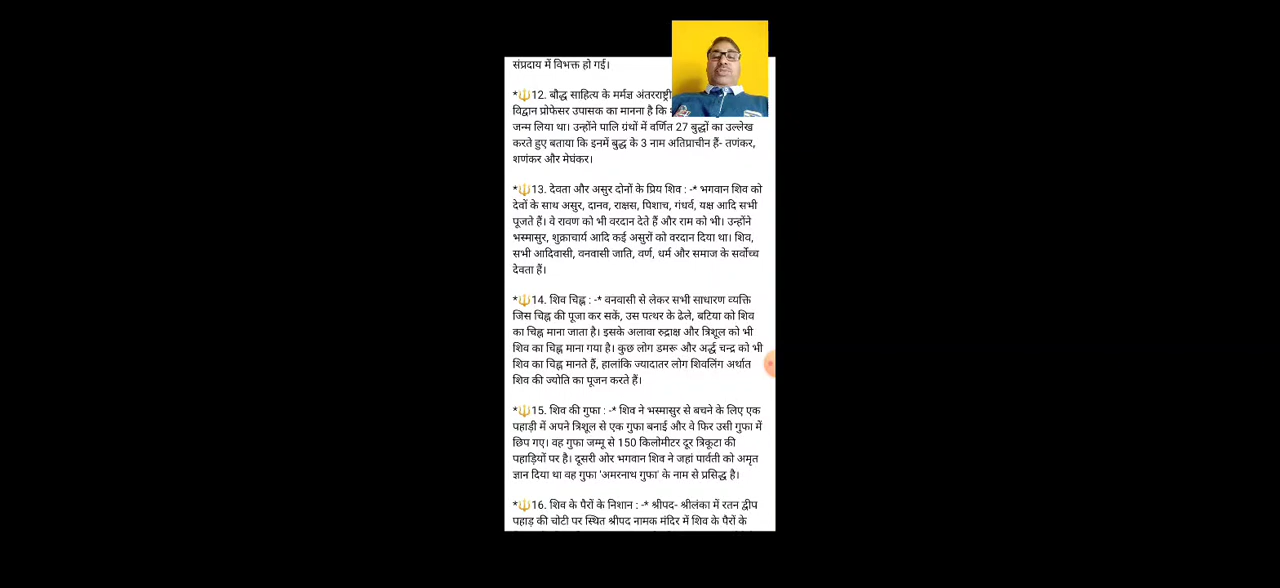 संप्रदाय में विभक्त हो गई।
*🔱12. बौद्ध साहित्य के मर्मज्ञ अंतरराष्ट्री
विद्वान प्रोफेसर उपासक का मानना है कि
जन्म लिया था। उन्होंने पालि ग्रंथों में वर्णित 27 बुद्धों का उल्लेख
करते हुए बताया कि इनमें बुद्ध के 3 नाम अतिप्राचीन हैं- तणंकर,
शणंकर और मेघंकर।
*🔱13. देवता और असुर दोनों के प्रिय शिव : -* भगवान शिव को
देवों के साथ असुर, दानव, राक्षस, पिशाच, गंधर्व, यक्ष आदि सभी
पूजते हैं। वे रावण को भी वरदान देते हैं और राम को भी। उन्होंने
भस्मासुर, शुक्राचार्य आदि कई असुरों को वरदान दिया था। शिव,
सभी आदिवासी, वनवासी जाति, वर्ण, धर्म और समाज के सर्वोच्च
देवता हैं।
*🔱14. शिव चिह्न : -* वनवासी से लेकर सभी साधारण व्यक्ति
जिस चिह्न की पूजा कर सकें, उस पत्थर के ढेले, बटिया को शिव
का चिह्न माना जाता है। इसके अलावा रुद्राक्ष और त्रिशूल को भी
शिव का चिह्न माना गया है। कुछ लोग डमरू और अर्द्ध चन्द्र को भी
शिव का चिह्न मानते हैं, हालांकि ज्यादातर लोग शिवलिंग अर्थात
शिव की ज्योति का पूजन करते हैं।
*🔱15. शिव की गुफा : -* शिव ने भस्मासुर से बचने के लिए एक
पहाड़ी में अपने त्रिशूल से एक गुफा बनाई और वे फिर उसी गुफा में
छिप गए। वह गुफा जम्मू से 150 किलोमीटर दूर त्रिकूटा की
पहाड़ियों पर है। दूसरी ओर भगवान शिव ने जहां पार्वती को अमृत
ज्ञान दिया था वह गुफा 'अमरनाथ गुफा' के नाम से प्रसिद्ध है।
*🔱16. शिव के पैरों के निशान : -* श्रीपद- श्रीलंका में रतन द्वीप
पहाड़ की चोटी पर स्थित श्रीपद नामक मंदिर में शिव के पैरों के